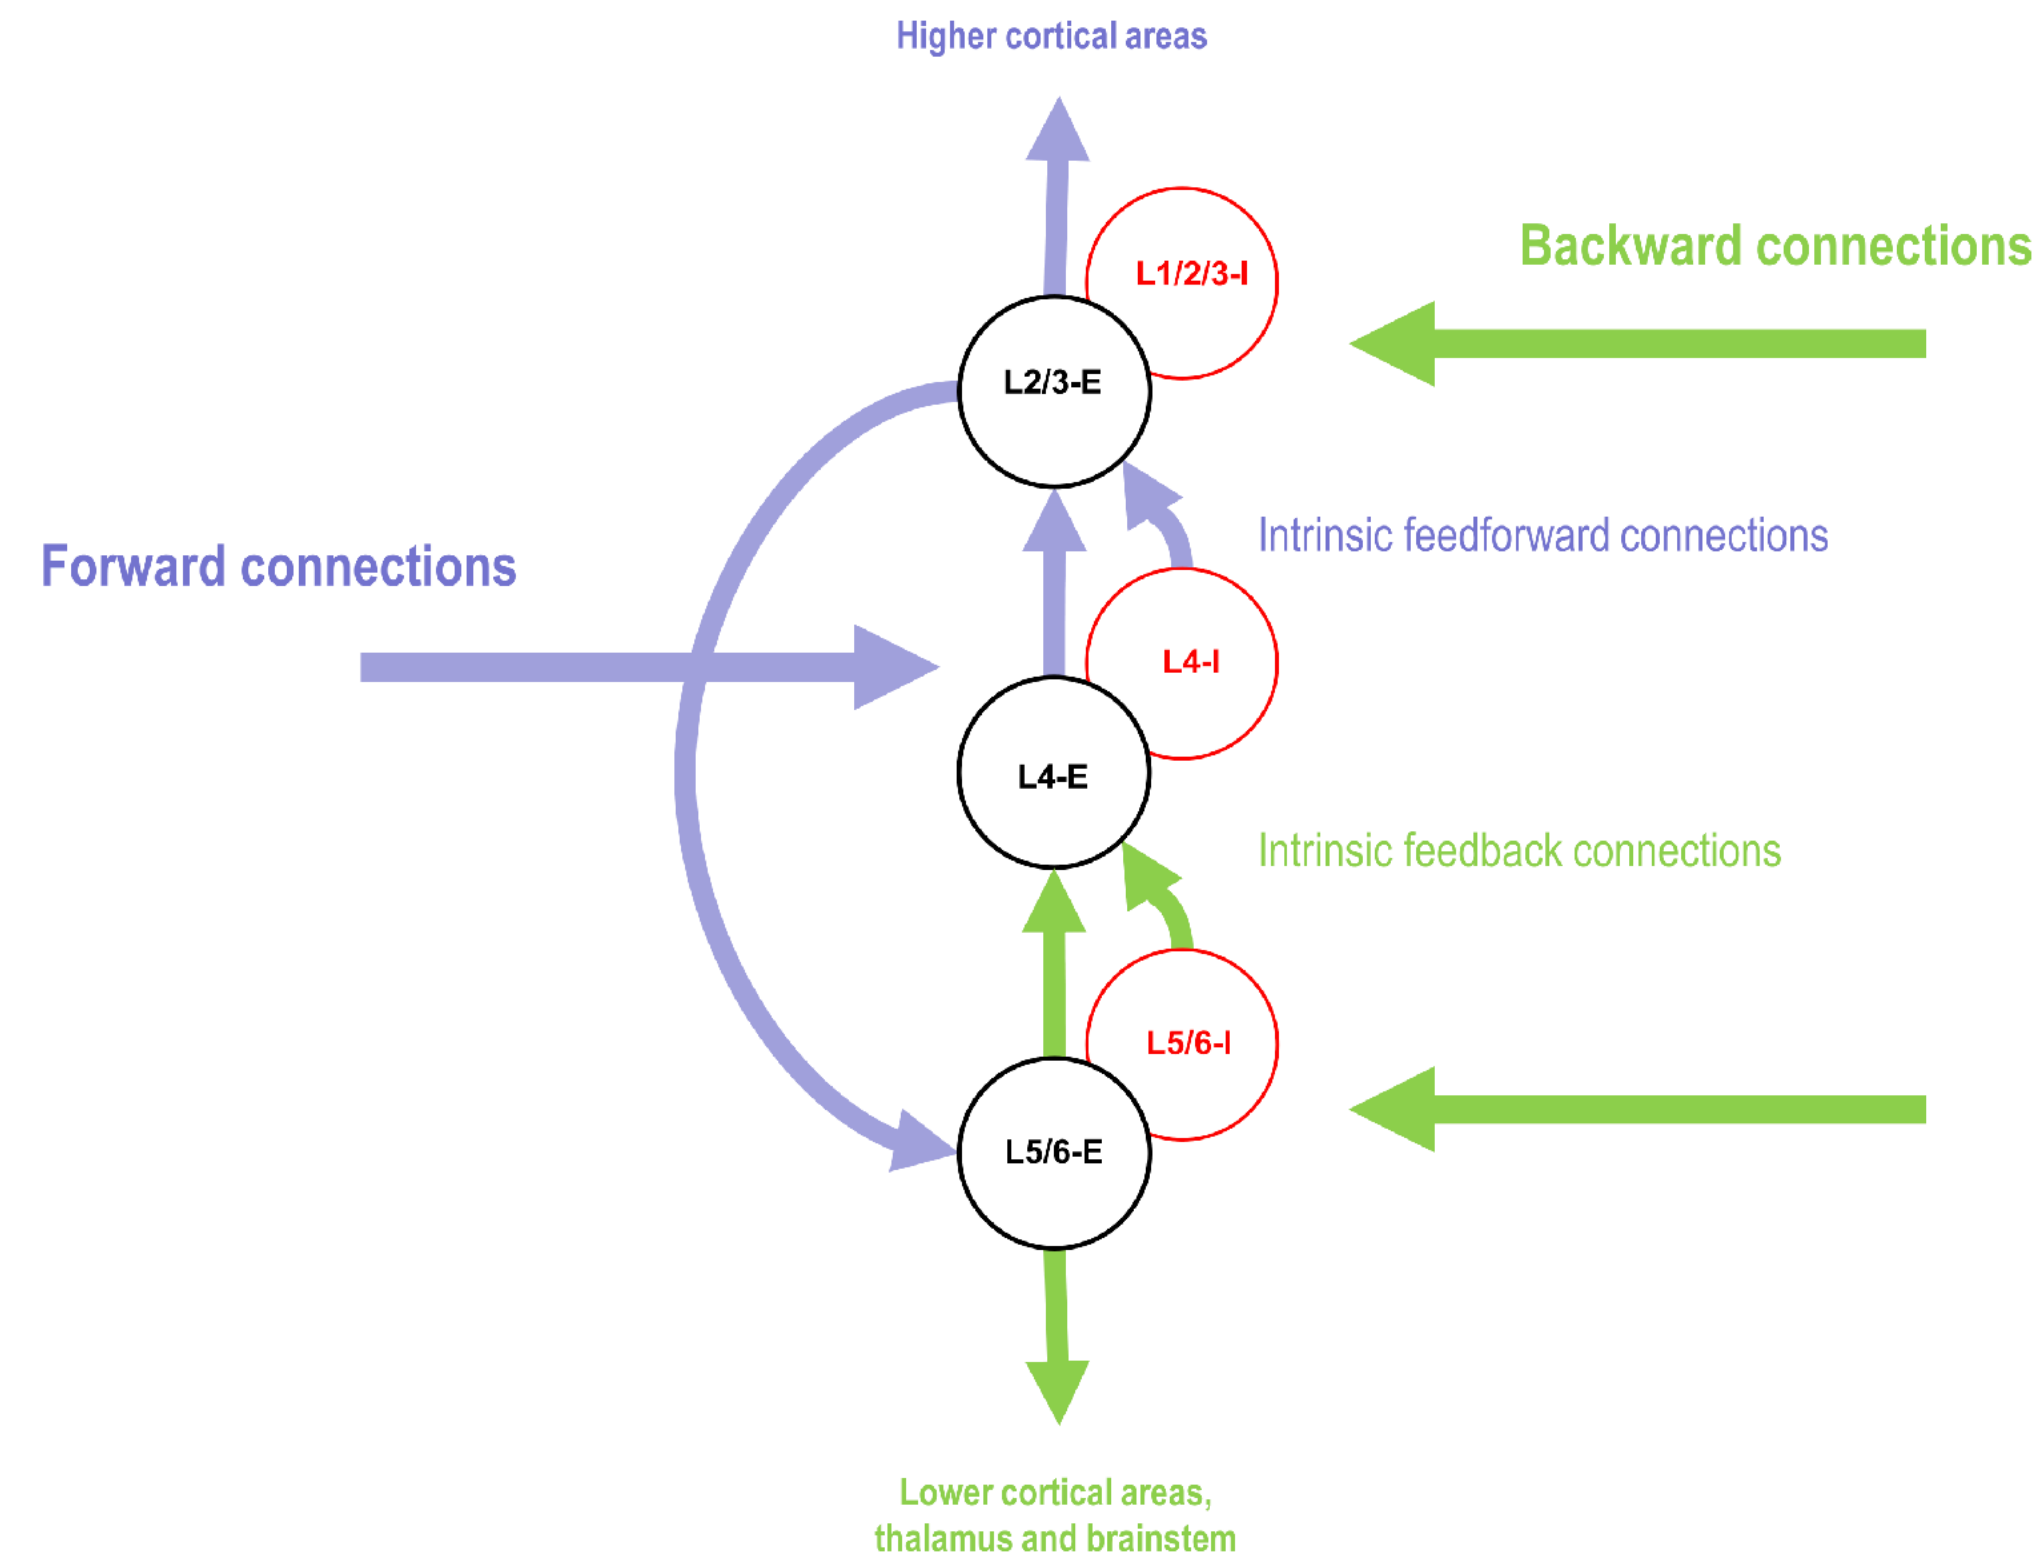 Higher cortical areas
L1/2/3-I
Backward connections
L2/3-E
Intrinsic feedforward connections
Forward connections
L4-I
L4-E
Intrinsic feedback connections
L5/6-I
L5/6-E
Lower cortical areas,
thalamus and brainstem